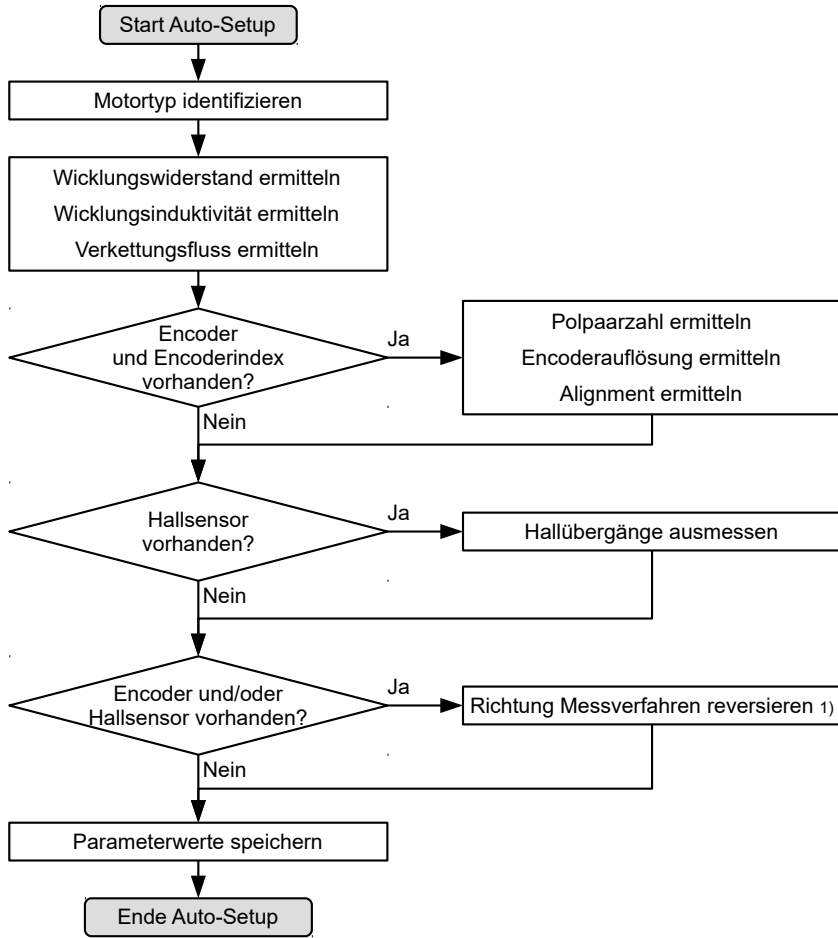 Start Auto-Setup
Motortyp identifizieren
Wicklungswiderstand ermitteln
Wicklungsinduktivität ermitteln
Verkettungsfluss ermitteln
Encoder
und Encoderindex
vorhanden?
Ja
Polpaarzahl ermitteln
Encoderauflösung ermitteln
Alignment ermitteln
Nein
Hallsensor
vorhanden?
Ja
Hallübergänge ausmessen
Nein
Encoder und/oder
Hallsensor vorhanden?
Ja
Richtung Messverfahren reversieren 1)
Nein
Parameterwerte speichern
Ende Auto-Setup